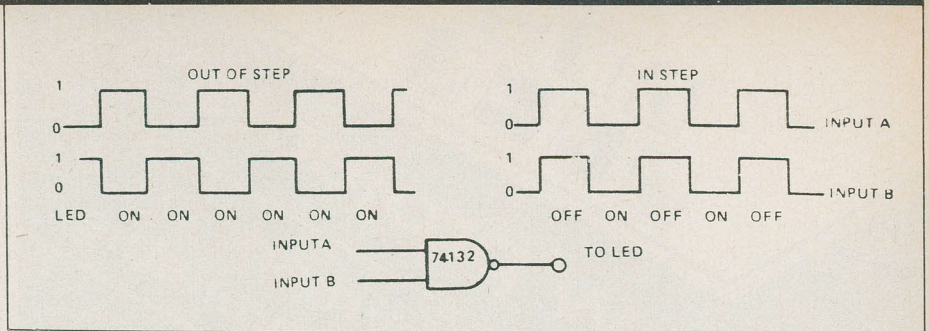 OUT OF STEP
1
0
1
0
LED ON ON ON ON ON ON
IN STEP
1
0
INPUT A
1
0
INPUT B
OFF ON OFF ON OFF
INPUT A
INPUT B
74132
TO LED